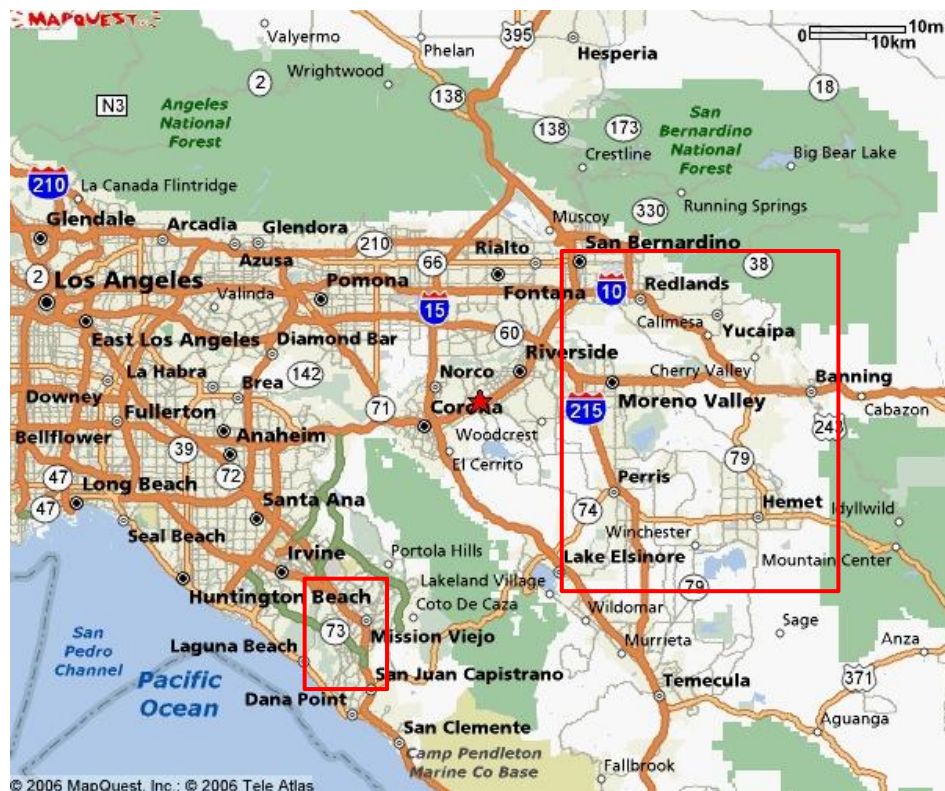 MAPQUEST
395
10m
0
10km
Valyermo
Phelan
Hesperia
Wrightwood
2
138
18
N3
Angeles
National
Forest
138
173
San
Bernardino
National
Forest
Crestline
Big Bear Lake
210
La Canada Flintridge
330
Running Springs
Glendale
Arcadia
Glendora
Muscoy
210
Rialto
San Bernardino
2
Azusa
66
38
Los Angeles
Pomona
Fontana
10
Redlands
Valinda
15
Calimesa
Yucaipa
East Los Angeles
Diamond Bar
60
Riverside
La Habra
Brea
142
Norco
Cherry Valley
Banning
Downey
Fullerton
71
Corona
215
Moreno Valley
Cabazon
Bellflower
Anaheim
Woodcrest
243
39
El Cerrito
47
72
79
Long Beach
Santa Ana
Perris
47
74
Hemet
Idyllwild
Seal Beach
Winchester
Irvine
Portola Hills
Lake Elsinore
Mountain Center
Huntington Beach
Lakeland Village
79
Coto De Caza
Wildomar
Sage
San
Pedro
Channel
73
Mission Viejo
Laguna Beach
Murrieta
Anza
Pacific
Ocean
San Juan Capistrano
371
Dana Point
Temecula
San Clemente
Aguanga
Camp Pendleton
Marine Co Base
Fallbrook
© 2006 MapQuest, Inc.; © 2006 Tele Atlas